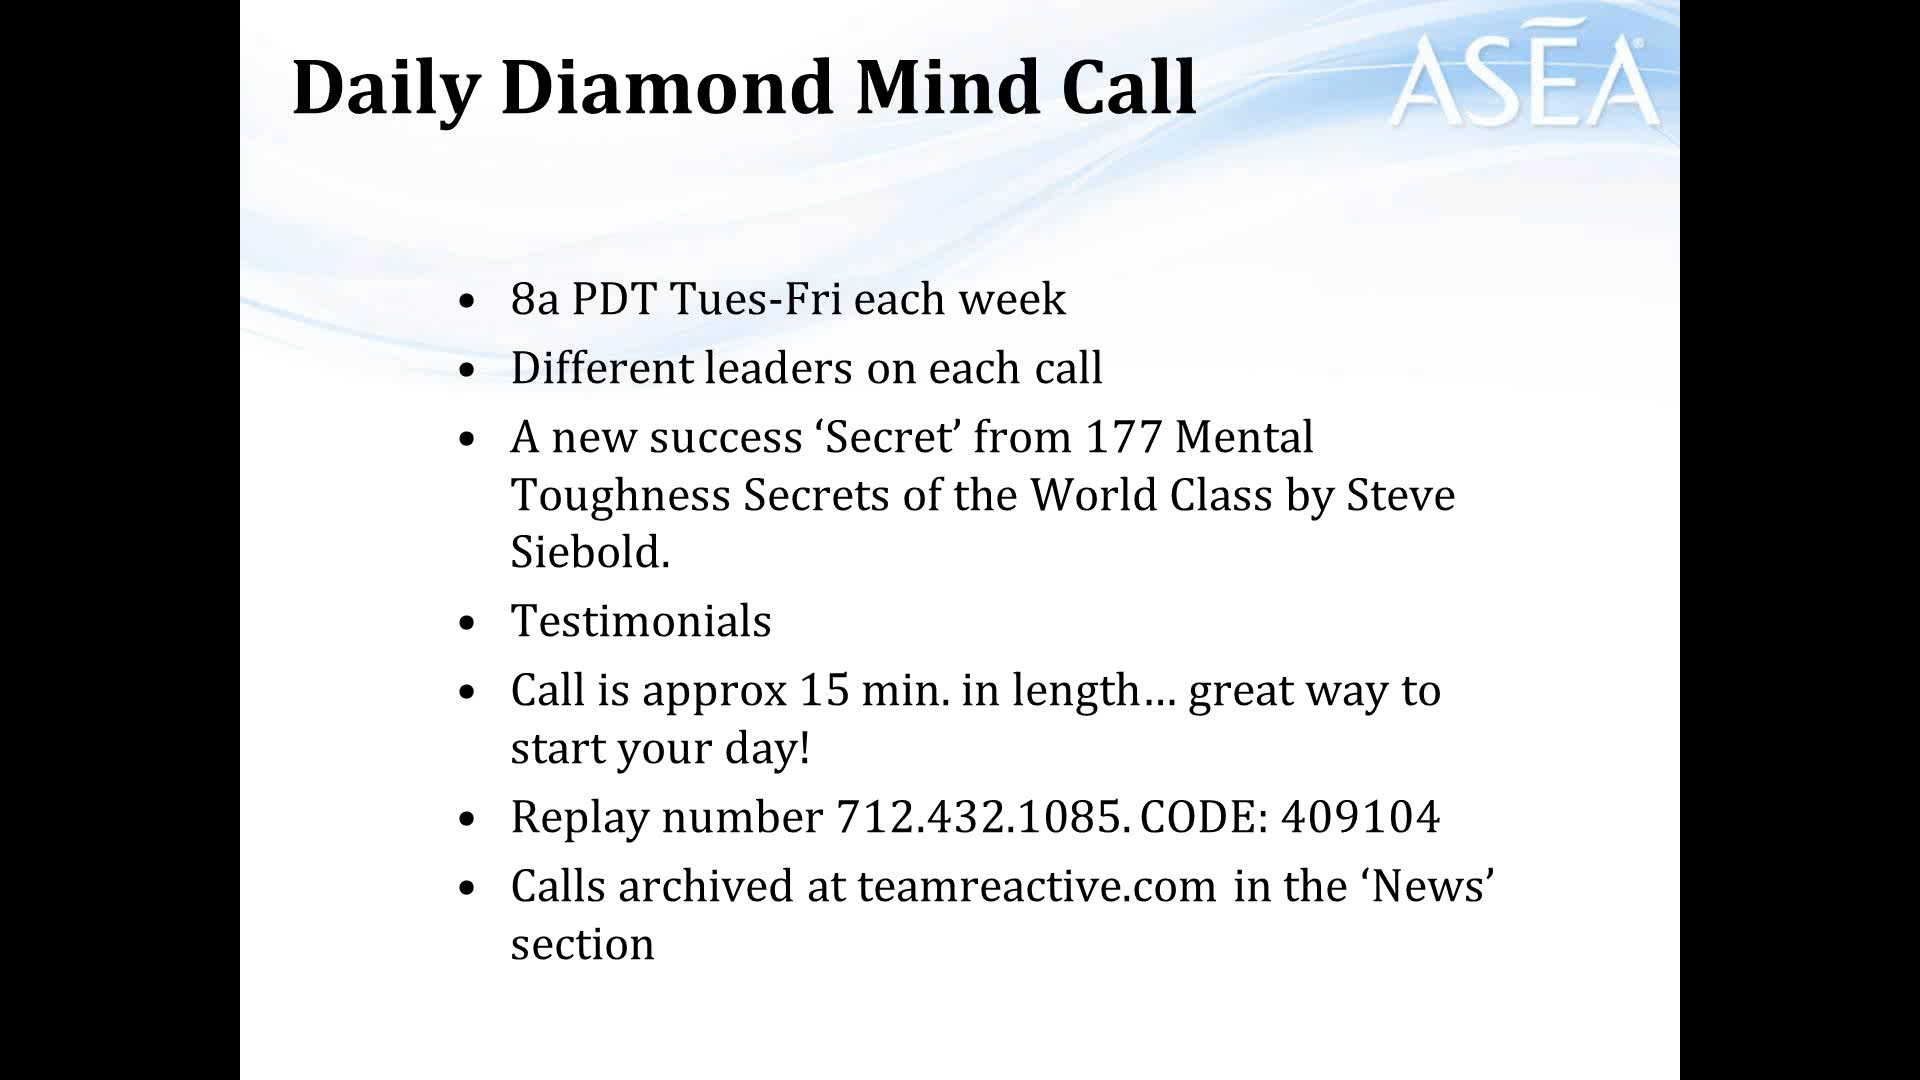 Daily Diamond Mind Call
ASĒA®
• 8a PDT Tues-Fri each week
• Different leaders on each call
• A new success ‘Secret’ from 177 Mental
Toughness Secrets of the World Class by Steve
Siebold.
• Testimonials
• Call is approx 15 min. in length… great way to
start your day!
• Replay number 712.432.1085. CODE: 409104
• Calls archived at teamreactive.com in the ‘News’
section